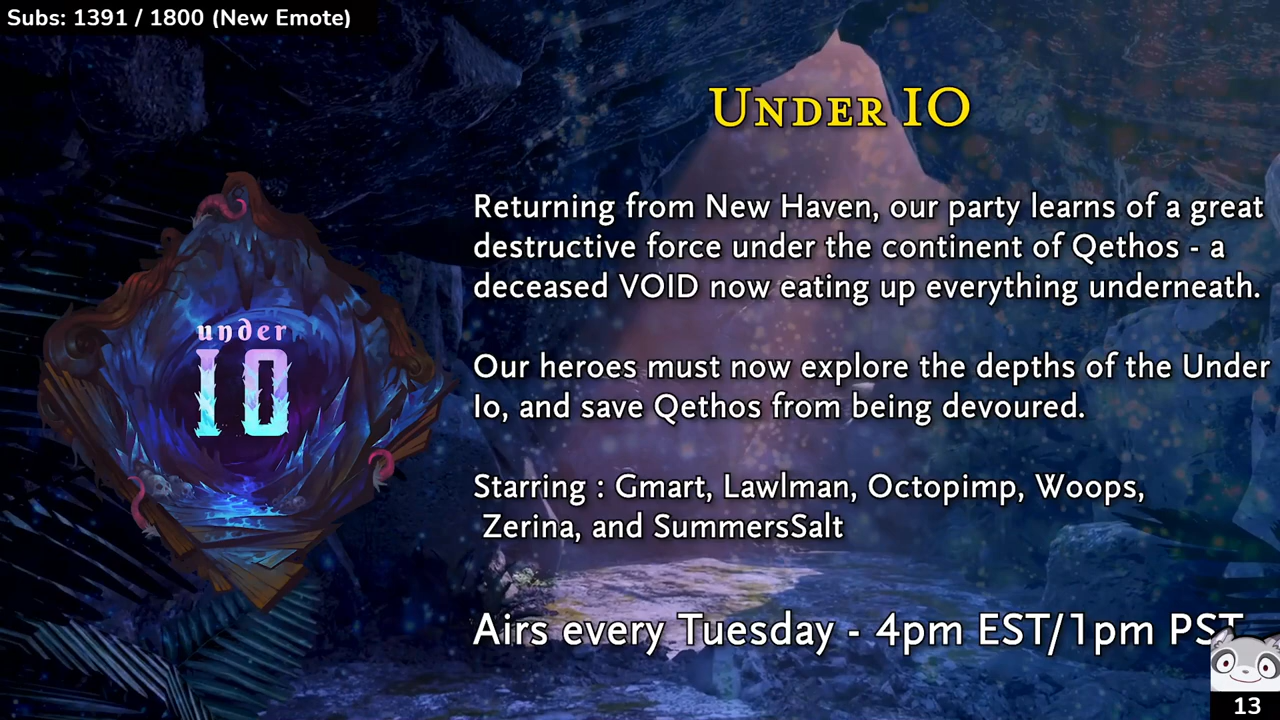 Subs: 1391 / 1800 (New Emote)
Under IO
under
IO
Returning from New Haven, our party learns of a great
destructive force under the continent of Qethos - a
deceased VOID now eating up everything underneath.
Our heroes must now explore the depths of the Under
Io, and save Qethos from being devoured.
Starring : Gmart, Lawlman, Octopimp, Woops,
Zerina, and SummersSalt
Airs every Tuesday - 4pm EST/1pm PST
13